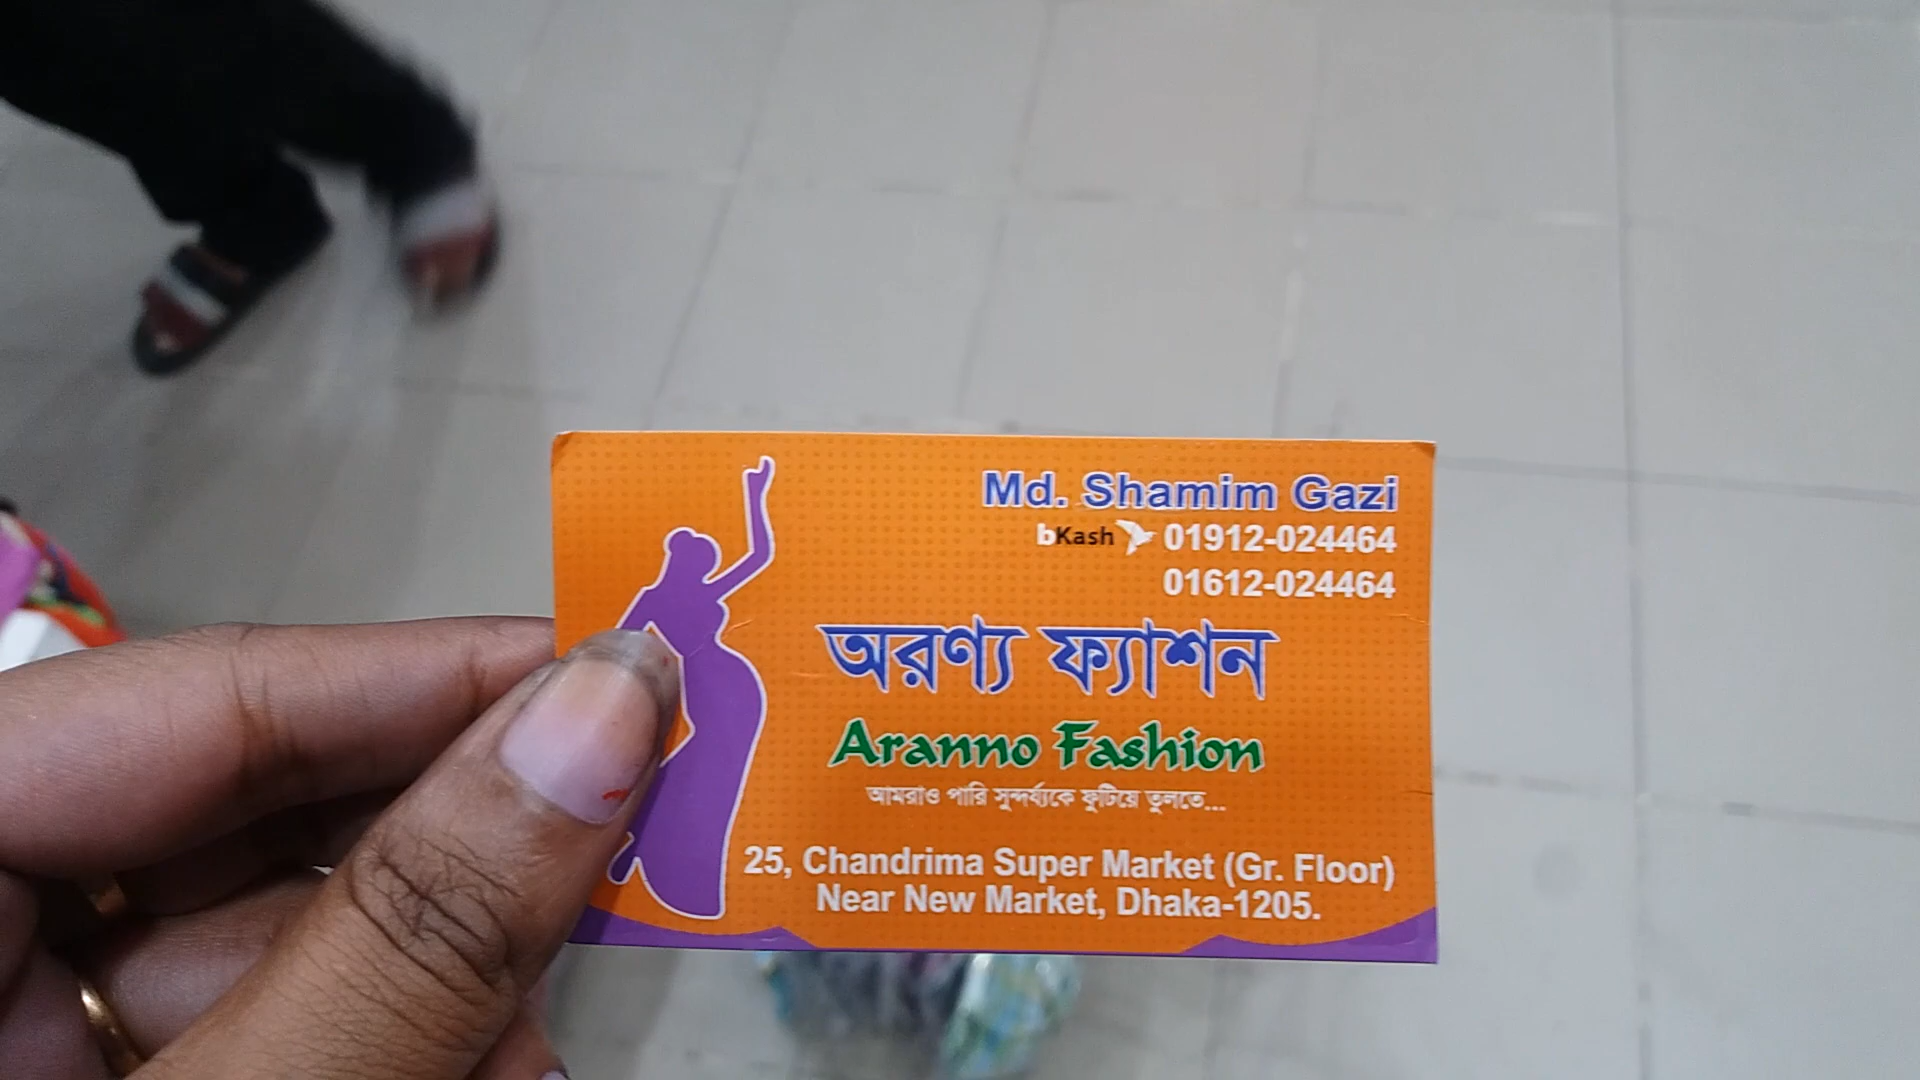 Md. Shamim Gazi
bKash 01912-024464
01612-024464
অরণ্য ফ্যাশন
Aranno Fashion
আমরাও পারি সুন্দর্য্যকে ফুটিয়ে তুলতে...
25, Chandrima Super Market (Gr. Floor)
Near New Market, Dhaka-1205.